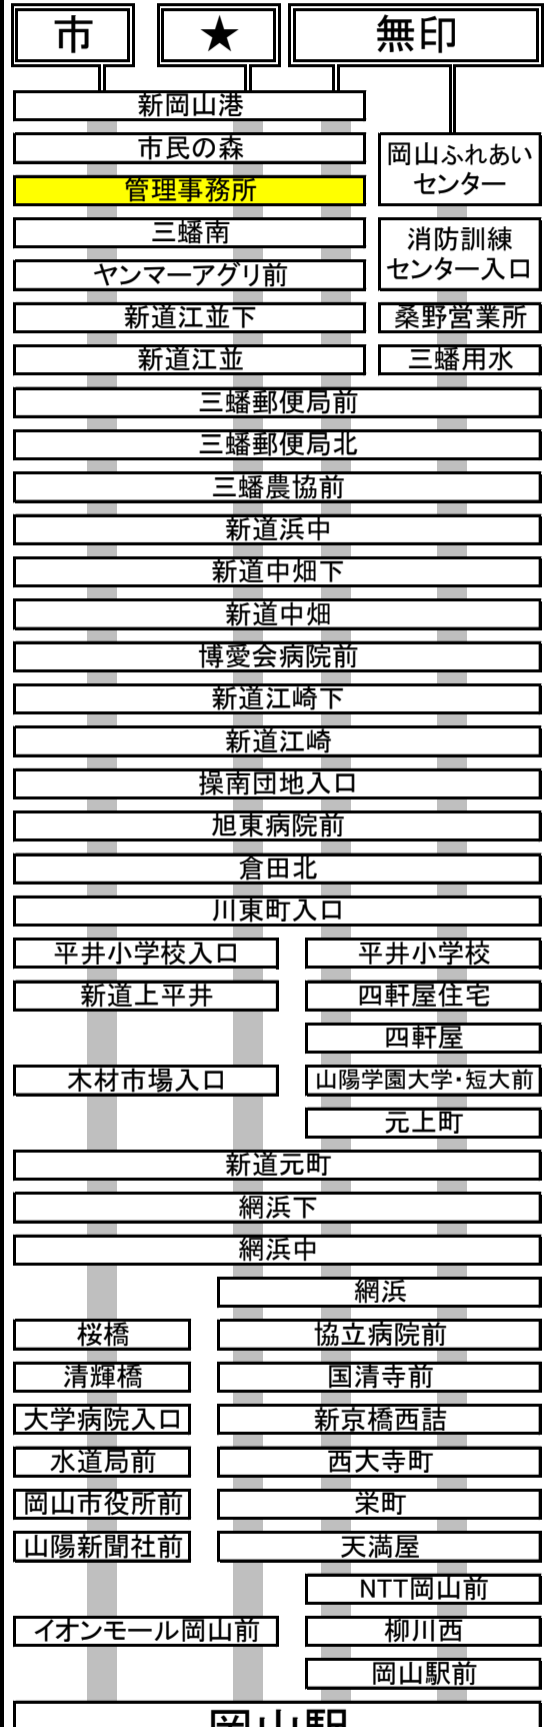 市 ★ 無印
新岡山港
市民の森
岡山ふれあい
センター
管理事務所
三蟠南
消防訓練
センター入口
ヤンマーアグリ前
新道江並下 桑野営業所
新道江並 三蟠用水
三蟠郵便局前
三蟠郵便局北
三蟠農協前
新道浜中
新道中畑下
新道中畑
博愛会病院前
新道江崎下
新道江崎
操南団地入口
旭東病院前
倉田北
川東町入口
平井小学校入口 平井小学校
新道上平井 四軒屋住宅
四軒屋
木材市場入口 山陽学園大学・短大前
元上町
新道元町
網浜下
網浜中
網浜
桜橋 協立病院前
清輝橋 国清寺前
大学病院入口 新京橋西詰
水道局前 西大寺町
岡山市役所前 栄町
山陽新聞社前 天満屋
NTT岡山前
イオンモール岡山前 柳川西
岡山駅前
岡山駅